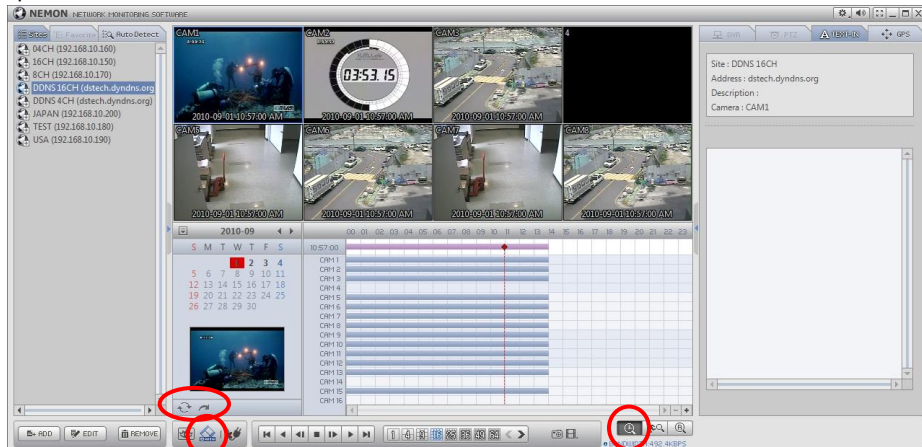 NEMON NETWORK MONITORING SOFTWARE
Sites Favorite Auto Detect
04CH (192.168.10.160)
16CH (192.168.10.150)
8CH (192.168.10.170)
DDNS 16CH (dstech.dyndns.org
DDNS 4CH (dstech.dyndns.org)
JAPAN (192.168.10.200)
TEST (192.168.10.180)
USA (192.168.10.190)
ADD EDIT REMOVE
CAM1
2010-09-01 10:57:00 AM
CAM2
03:53.15
2010-09-01 10:57:00 AM
CAM3
2010-09-01 10:57:00 AM
4
CAM5
2010-09-01 10:57:00 AM
CAM6
2010-09-01 10:57:00 AM
CAM7
2010-09-01 10:57:00 AM
CAM8
2010-09-01 10:57:00 AM
2010-09
S M T W T F S
1 2 3 4
5 6 7 8 9 10 11
12 13 14 15 16 17 18
19 20 21 22 23 24 25
26 27 28 29 30
00 01 02 03 04 05 06 07 08 09 10 11 12 13 14 15 16 17 18 19 20 21 22 23
10:57:00
CAM 1
CAM 2
CAM 3
CAM 4
CAM 5
CAM 6
CAM 7
CAM 8
CAM 9
CAM 10
CAM 11
CAM 12
CAM 13
CAM 14
CAM 15
CAM 16
1 4 9 16
BANDWIDTH:492.4KBPS
DVR PTZ TEXT-IN GPS
Site : DDNS 16CH
Address : dstech.dyndns.org
Description :
Camera : CAM1